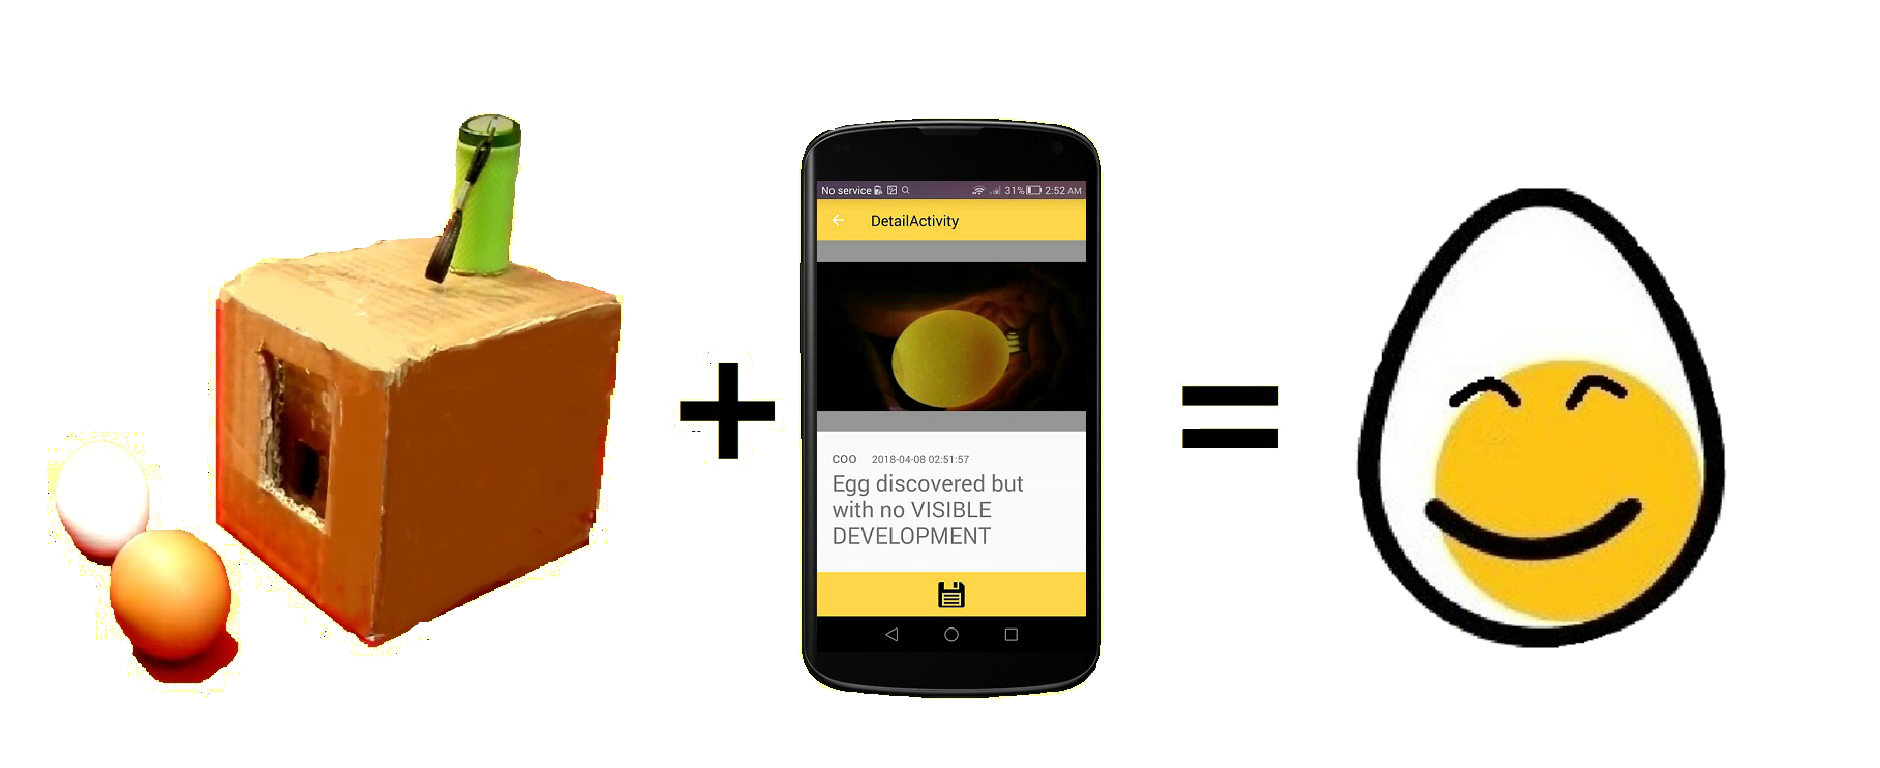 +
No service 31% 2:52 AM
DetailActivity
COO 2018-04-08 02:51:57
Egg discovered but
with no VISIBLE
DEVELOPMENT
=